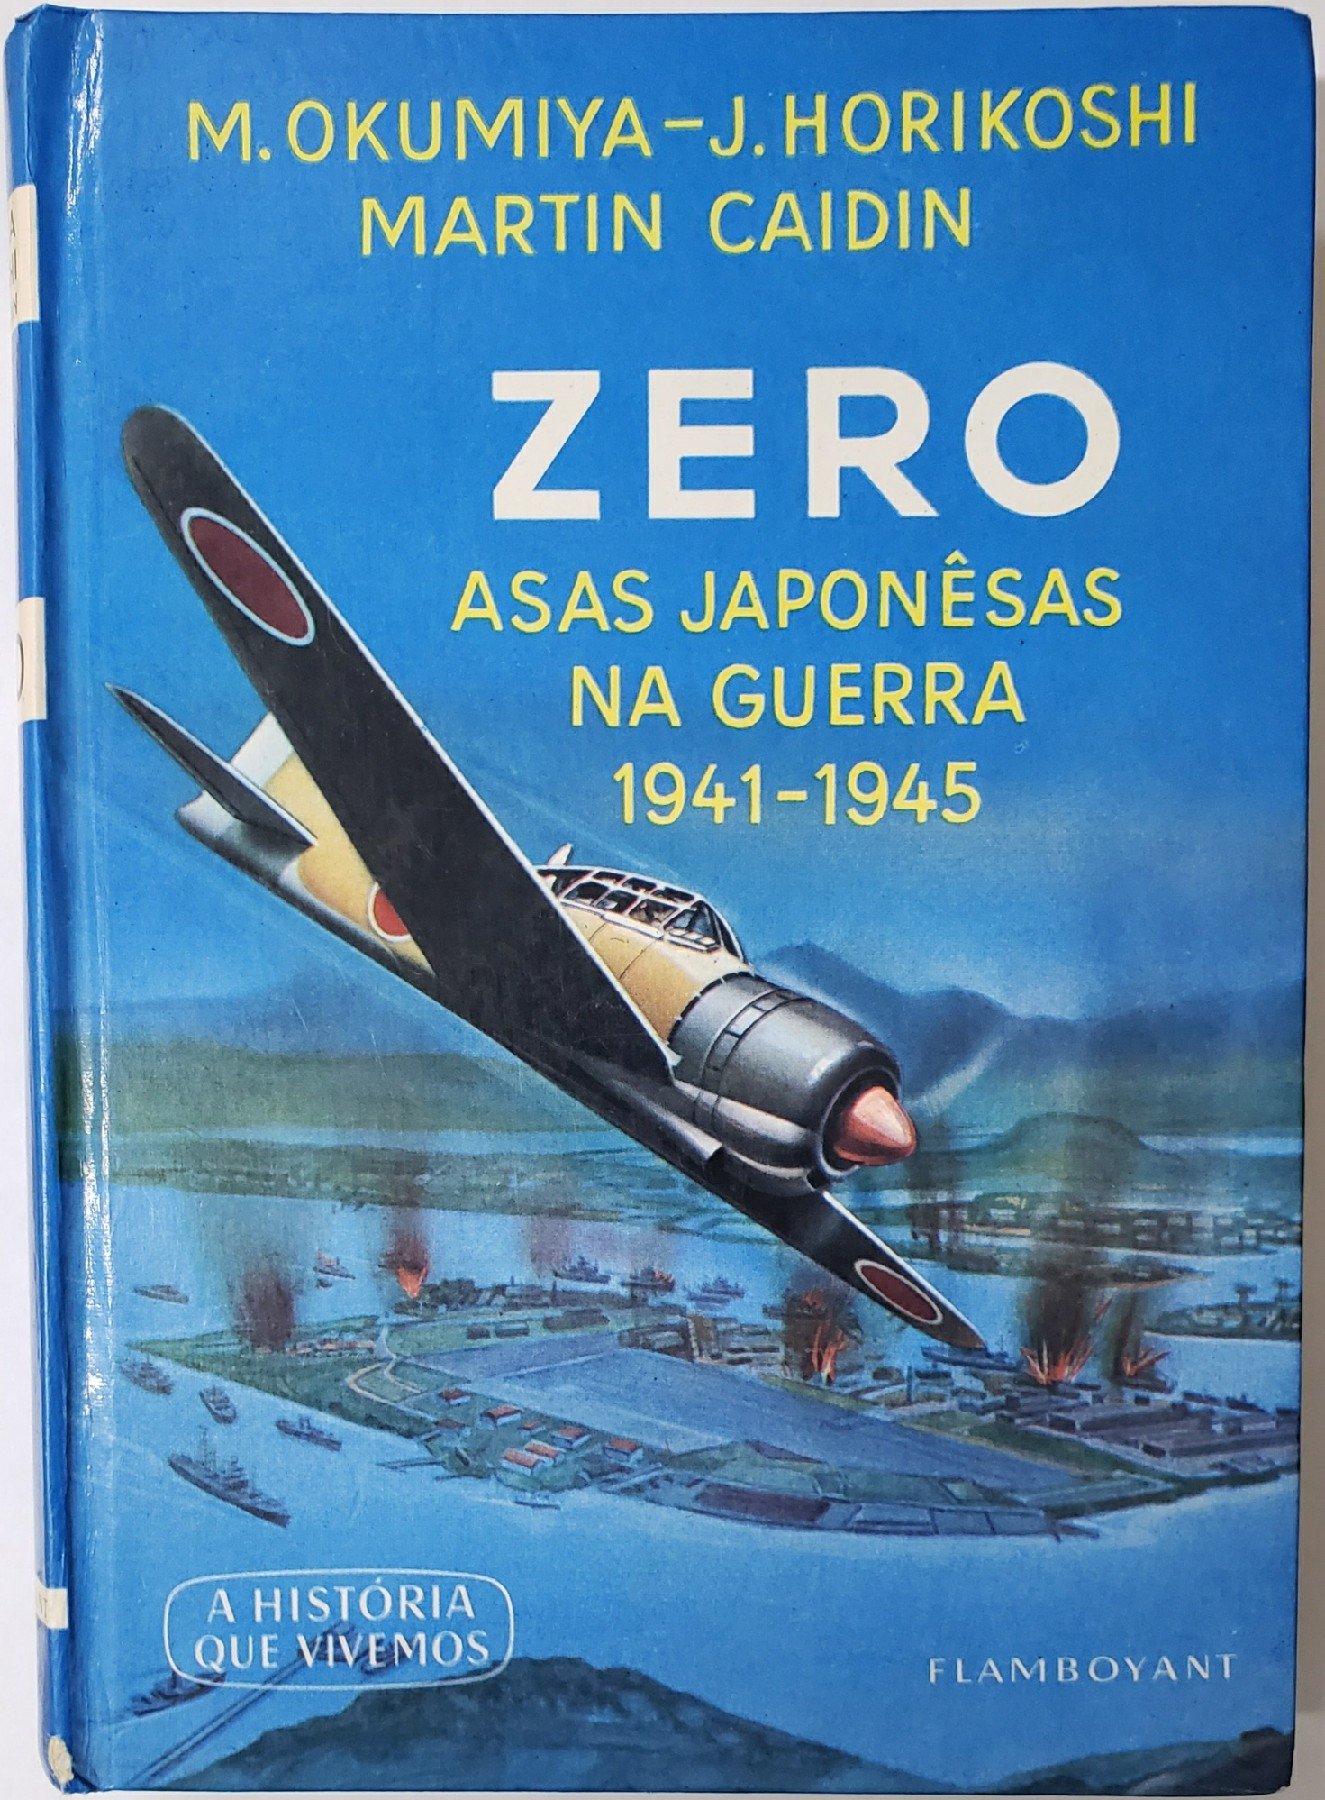 M. OKUMIYA – J. HORIKOSHI
MARTIN CAIDIN
ZERO
ASAS JAPONÊSAS
NA GUERRA
1941-1945
A HISTÓRIA
QUE VIVEMOS
FLAMBOYANT